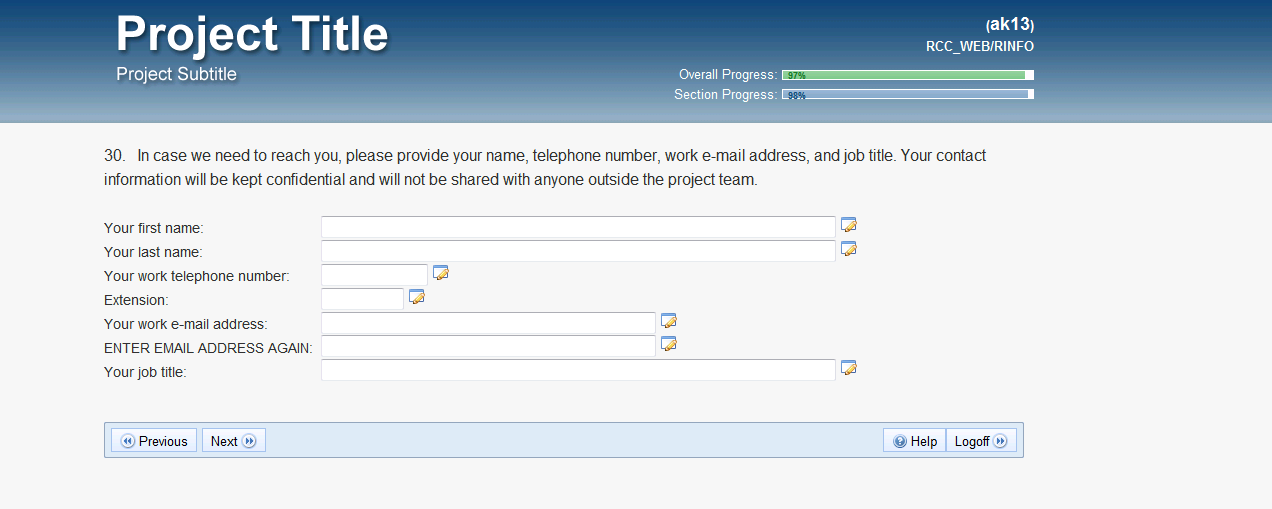 Project Title
Project Subtitle
(ak13)
RCC_WEB/RINFO
Overall Progress: 97%
Section Progress: 98%
30. In case we need to reach you, please provide your name, telephone number, work e-mail address, and job title. Your contact
information will be kept confidential and will not be shared with anyone outside the project team.
Your first name:
Your last name:
Your work telephone number:
Extension:
Your work e-mail address:
ENTER EMAIL ADDRESS AGAIN:
Your job title:
Previous Next Help Logoff